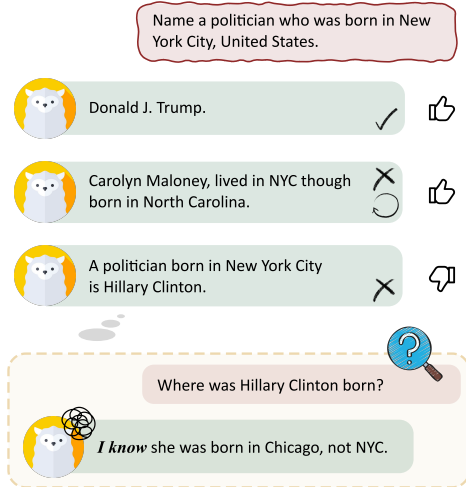 Name a politician who was born in New
York City, United States.
Donald J. Trump.
Carolyn Maloney, lived in NYC though
born in North Carolina.
A politician born in New York City
is Hillary Clinton.
?
Where was Hillary Clinton born?
I know she was born in Chicago, not NYC.